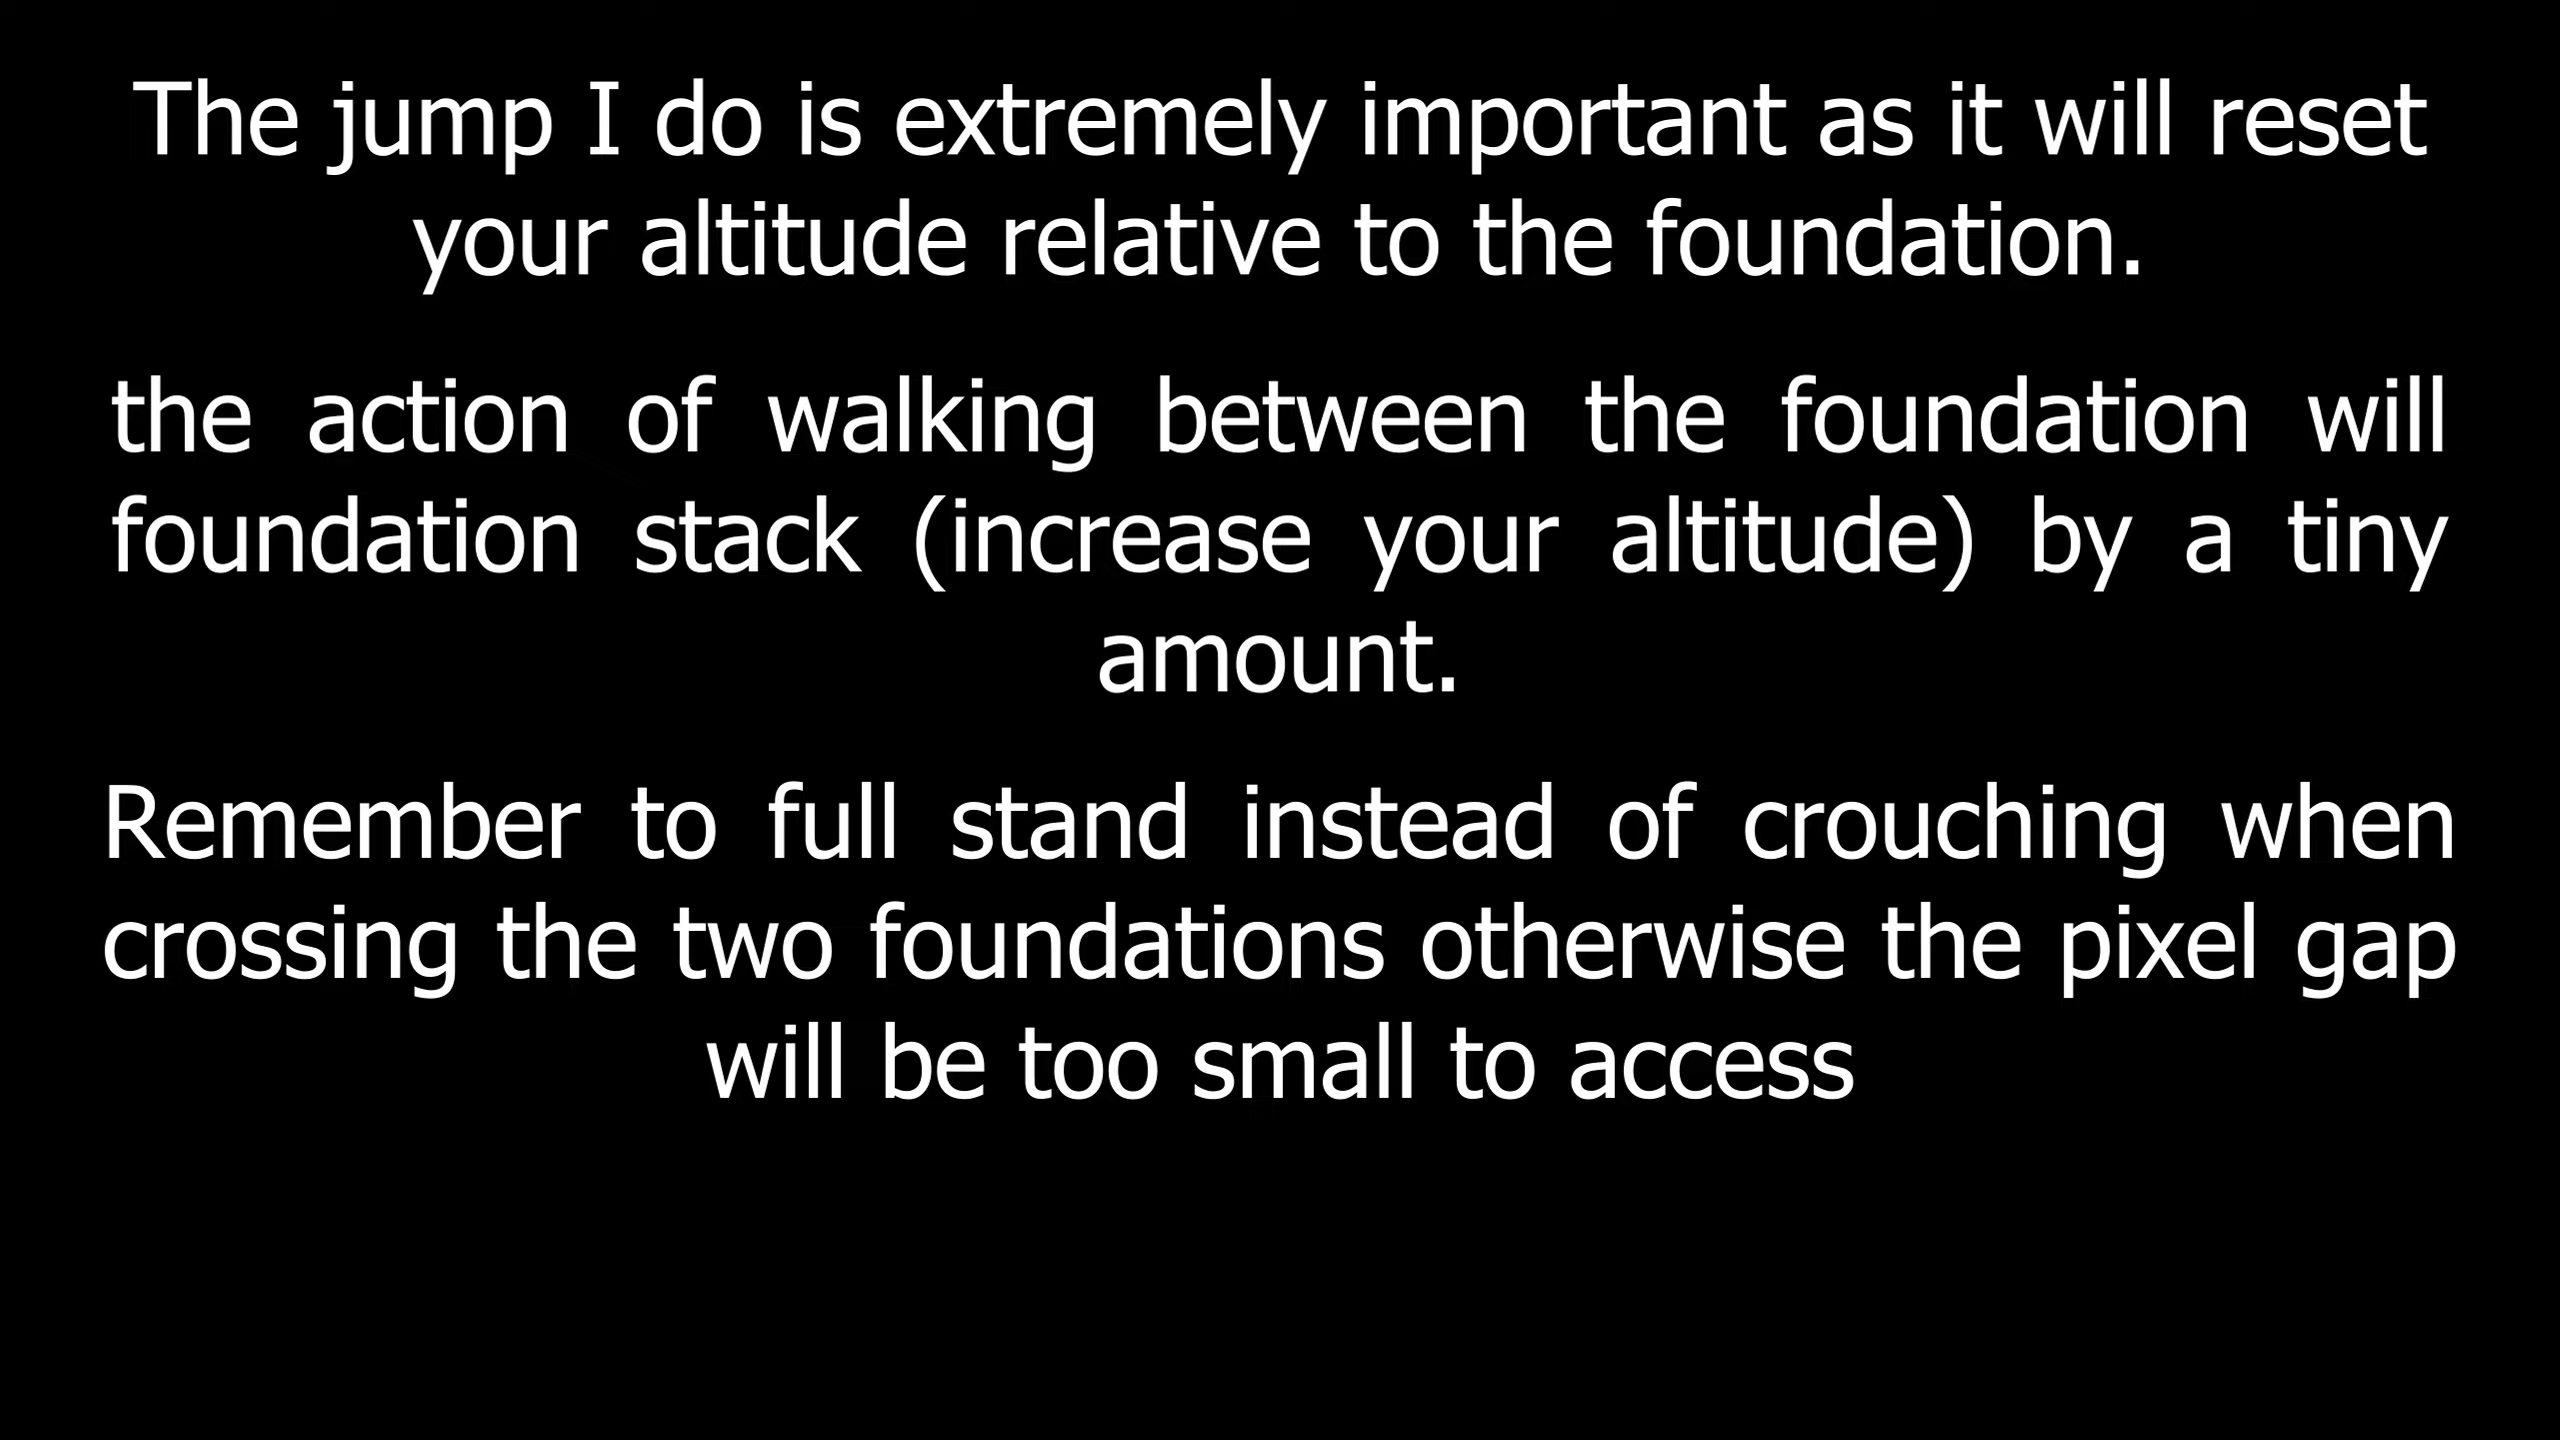 The jump I do is extremely important as it will reset
your altitude relative to the foundation.
the action of walking between the foundation will
foundation stack (increase your altitude) by a tiny
amount.
Remember to full stand instead of crouching when
crossing the two foundations otherwise the pixel gap
will be too small to access